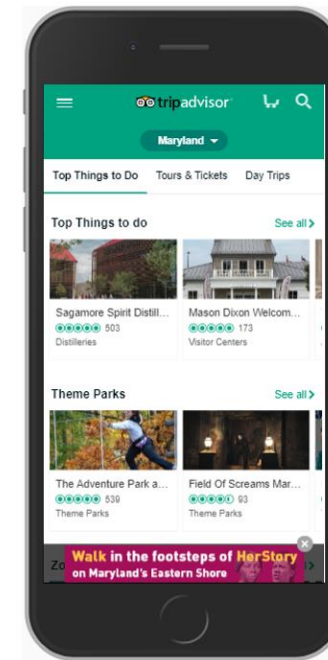 tripadvisor
Maryland
Top Things to Do Tours & Tickets Day Trips
Top Things to do See all >
Sagamore Spirit Distill... Mason Dixon Welcom...
503 173
Distilleries Visitor Centers
Theme Parks See all >
The Adventure Park a... Field Of Screams Mar...
539 93
Theme Parks Theme Parks
Walk in the footsteps of HerStory
on Maryland's Eastern Shore